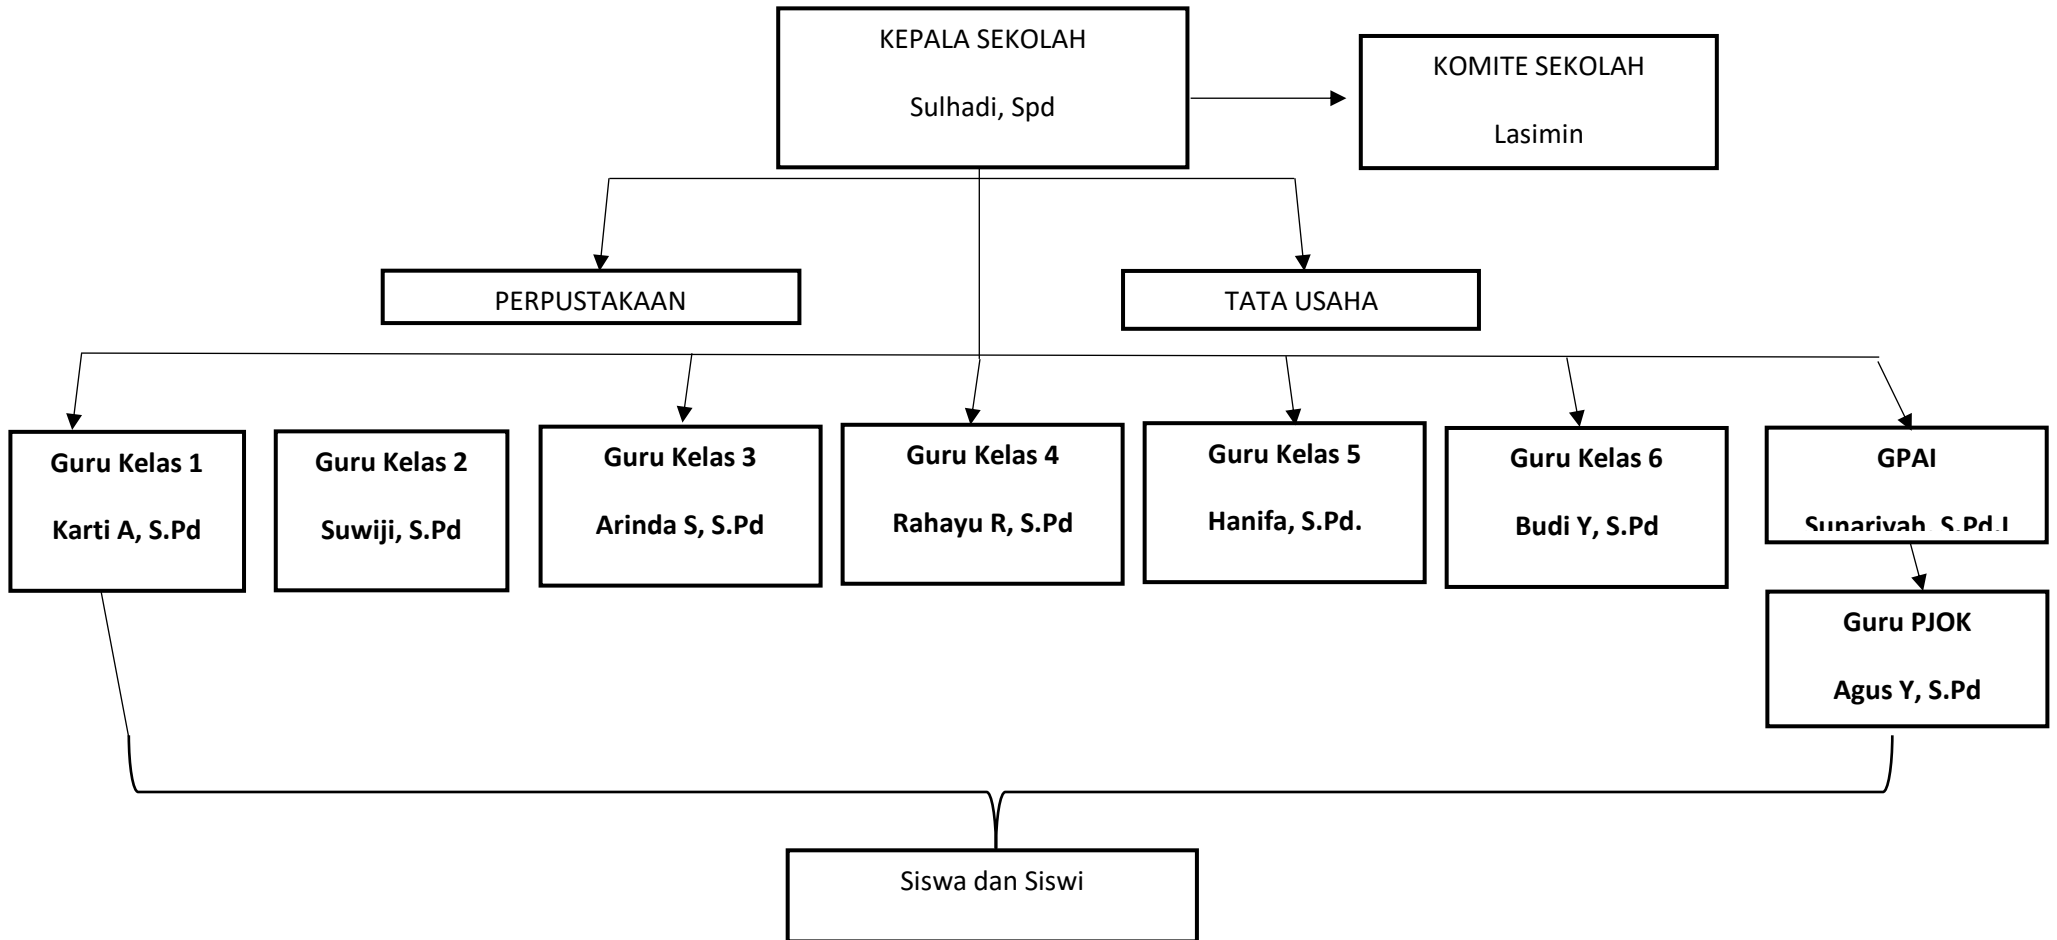 KEPALA SEKOLAH
Sulhadi, Spd
KOMITE SEKOLAH
Lasimin
PERPUSTAKAAN
TATA USAHA
Guru Kelas 1
Karti A, S.Pd
Guru Kelas 2
Suwiji, S.Pd
Guru Kelas 3
Arinda S, S.Pd
Guru Kelas 4
Rahayu R, S.Pd
Guru Kelas 5
Hanifa, S.Pd.
Guru Kelas 6
Budi Y, S.Pd
GPAI
Sunariyah, S.Pd.I
Guru PJOK
Agus Y, S.Pd
Siswa dan Siswi